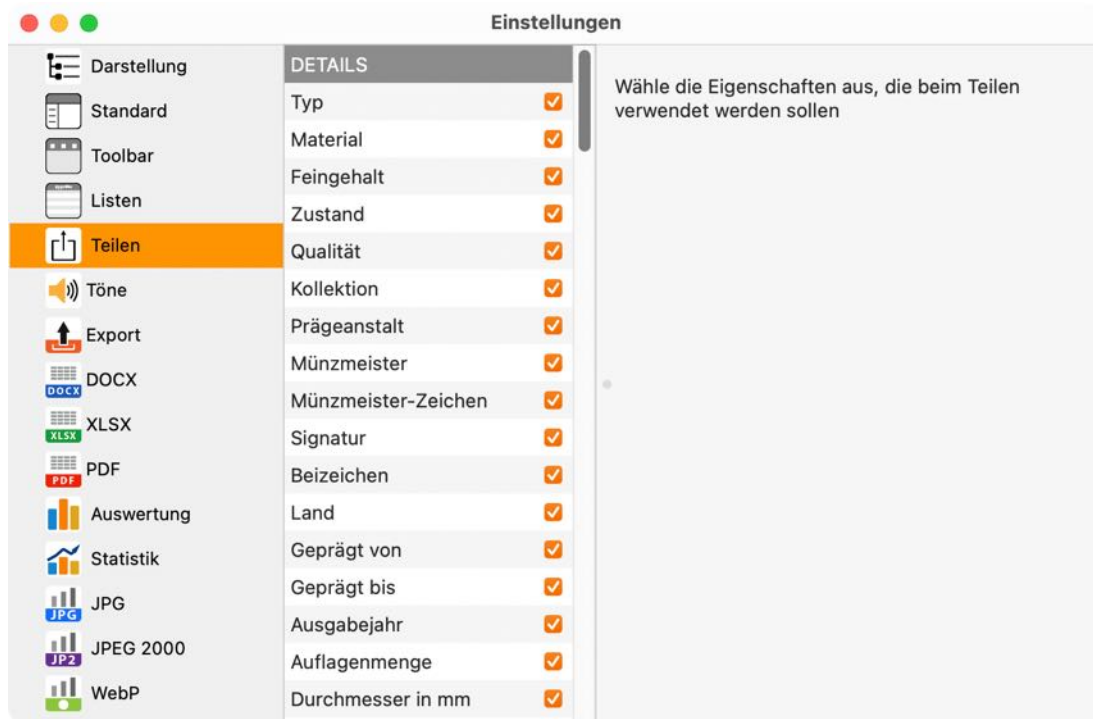 Einstellungen
Darstellung
Standard
Toolbar
Listen
Teilen
Töne
Export
DOCX
DOCX
XLSX
XLSX
PDF
PDF
Auswertung
Statistik
JPG
JPG
JP2
JPEG 2000
WebP
DETAILS
Typ
Material
Feingehalt
Zustand
Qualität
Kollektion
Prägeanstalt
Münzmeister
Münzmeister-Zeichen
Signatur
Beizeichen
Land
Geprägt von
Geprägt bis
Ausgabejahr
Auflagenmenge
Durchmesser in mm
Wähle die Eigenschaften aus, die beim Teilen
verwendet werden sollen